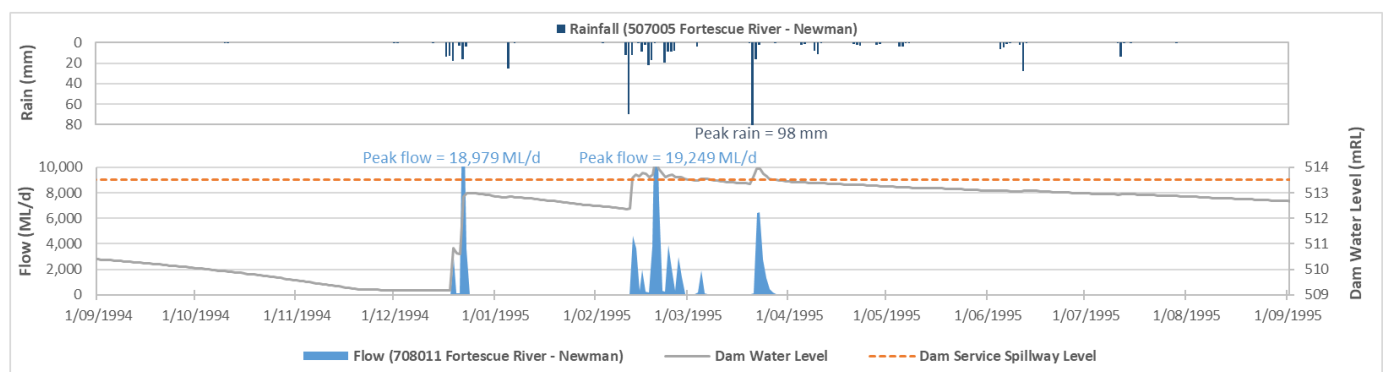 Rainfall (507005 Fortescue River - Newman)
Rain (mm)
0
20
40
60
80
Peak rain = 98 mm
Peak flow = 18,979 ML/d
Peak flow = 19,249 ML/d
Flow (ML/d)
10,000
8,000
6,000
4,000
2,000
0
514
513
512
511
510
509
Dam Water Level (mRL)
1/09/1994 1/10/1994 1/11/1994 1/12/1994 1/01/1995 1/02/1995 1/03/1995 1/04/1995 1/05/1995 1/06/1995 1/07/1995 1/08/1995 1/09/1995
Flow (708011 Fortescue River - Newman) Dam Water Level Dam Service Spillway Level